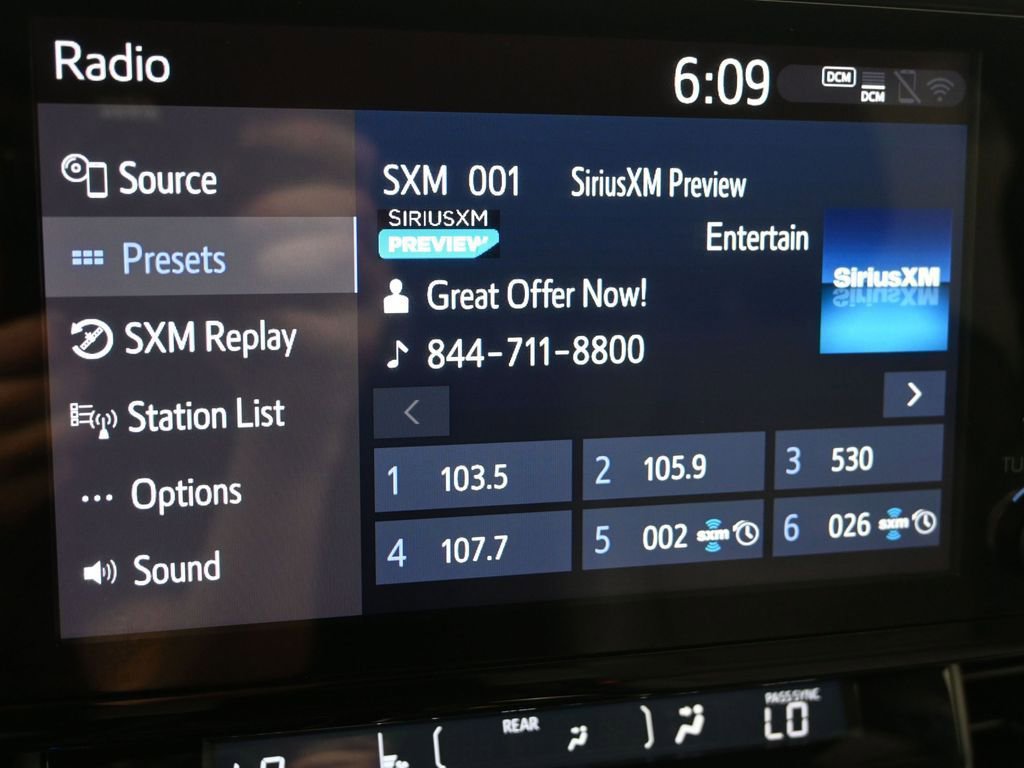 Radio
6:09
DCM
DCM
Source
Presets
SXM Replay
Station List
Options
Sound
SXM 001 SiriusXM Preview
SIRIUSXM
PREVIEW
Entertain
SiriusXM
Great Offer Now!
844-711-8800
1 103.5
2 105.9
3 530
4 107.7
5 002 sxm
6 026 sxm
TU
REAR
PASS SYNC
LO